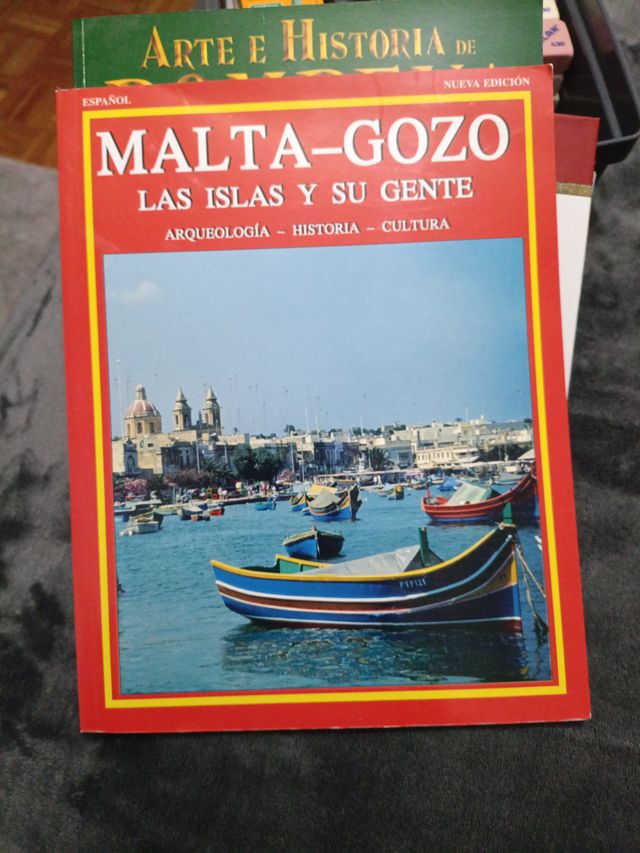 ARTE E HISTORIA DE
ESPAÑOL
NUEVA EDICIÓN
MALTA–GOZO
LAS ISLAS Y SU GENTE
ARQUEOLOGÍA – HISTORIA – CULTURA